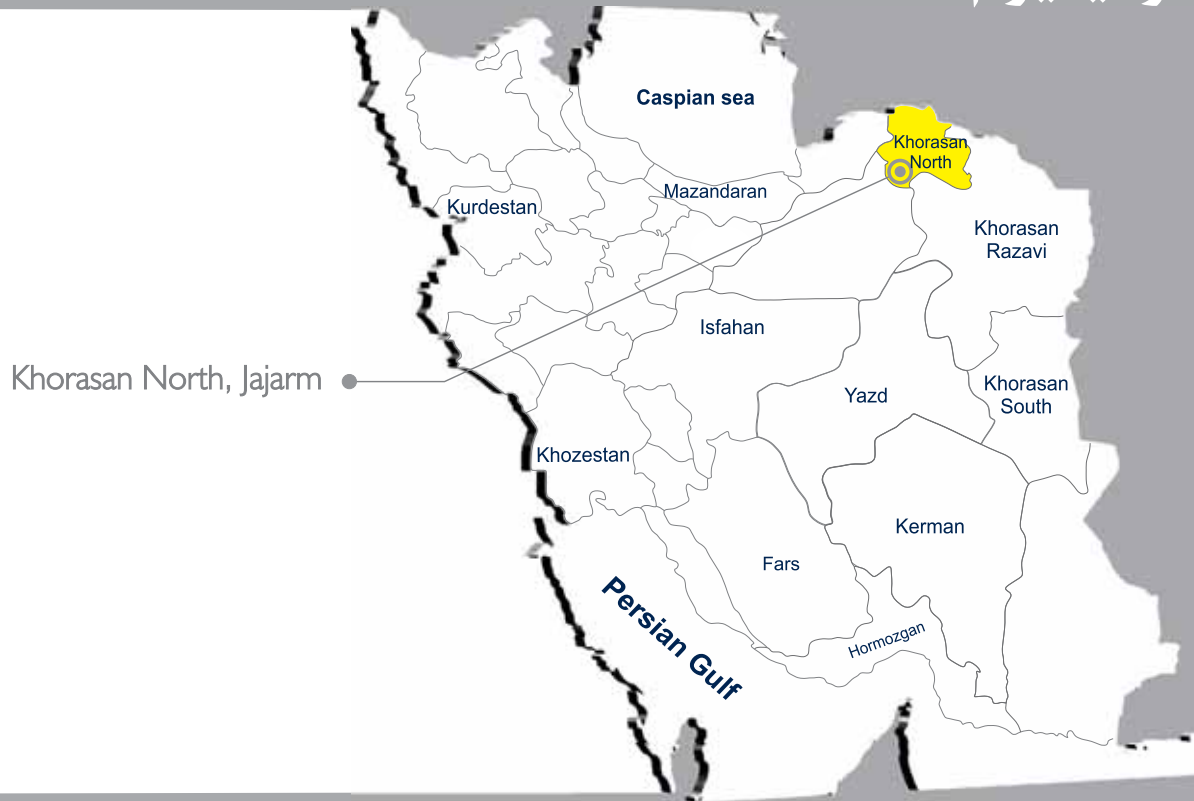 Caspian sea
Khorasan
North
Mazandaran
Kurdestan
Khorasan
Razavi
Isfahan
Khorasan North, Jajarm
Yazd
Khorasan
South
Khozestan
Kerman
Fars
Persian Gulf
Hormozgan